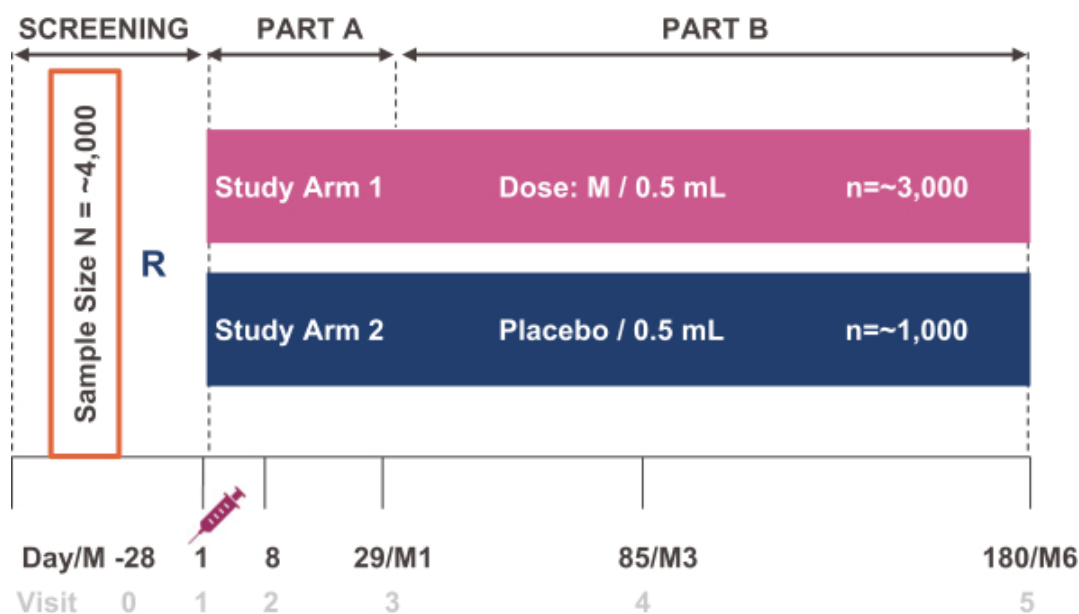 SCREENING PART A PART B
Sample Size N = ~4,000
R
Study Arm 1 Dose: M / 0.5 mL n=~3,000
Study Arm 2 Placebo / 0.5 mL n=~1,000
Day/M -28 1 8 29/M1 85/M3 180/M6
Visit 0 1 2 3 4 5